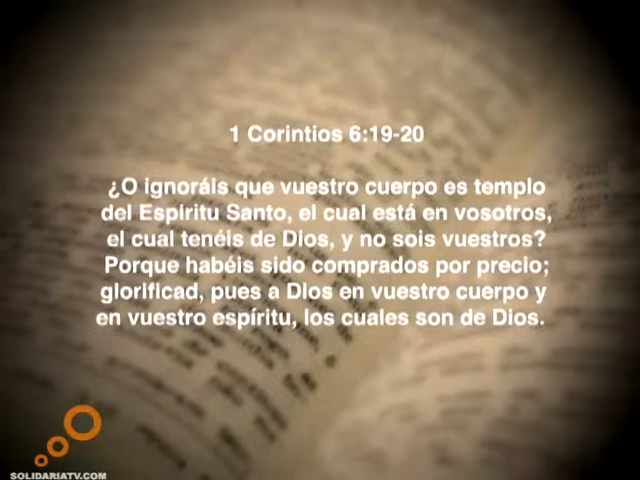 1 Corintios 6:19-20
¿O ignoráis que vuestro cuerpo es templo
del Espiritu Santo, el cual está en vosotros,
el cual tenéis de Dios, y no sois vuestros?
Porque habéis sido comprados por precio;
glorificad, pues a Dios en vuestro cuerpo y
en vuestro espíritu, los cuales son de Dios.
SOLIDARIATV.COM